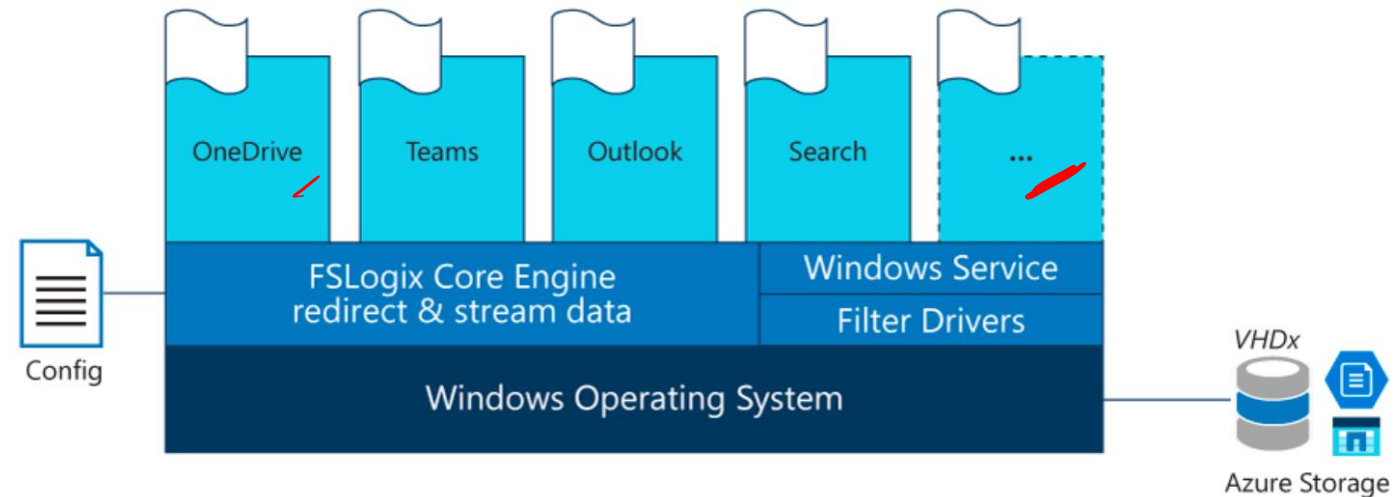 OneDrive
Teams
Outlook
Search
...
FSLogix Core Engine
redirect & stream data
Windows Service
Filter Drivers
Config
Windows Operating System
VHDx
Azure Storage